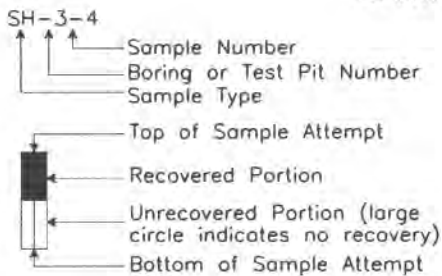 SH-3-4
Sample Number
Boring or Test Pit Number
Sample Type
Top of Sample Attempt
Recovered Portion
Unrecovered Portion (large
circle indicates no recovery)
Bottom of Sample Attempt